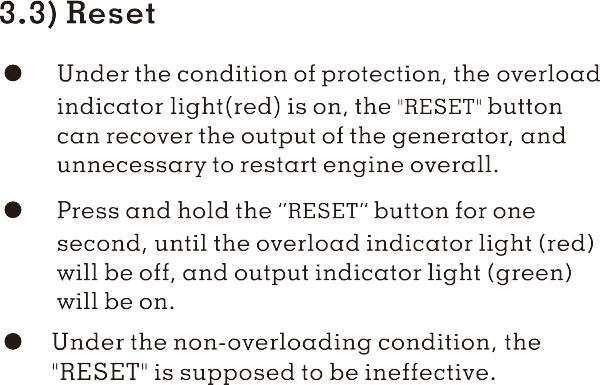 3.3) Reset
● Under the condition of protection, the overload
indicator light(red) is on, the "RESET" button
can recover the output of the generator, and
unnecessary to restart engine overall.
● Press and hold the “RESET” button for one
second, until the overload indicator light (red)
will be off, and output indicator light (green)
will be on.
● Under the non-overloading condition, the
"RESET" is supposed to be ineffective.